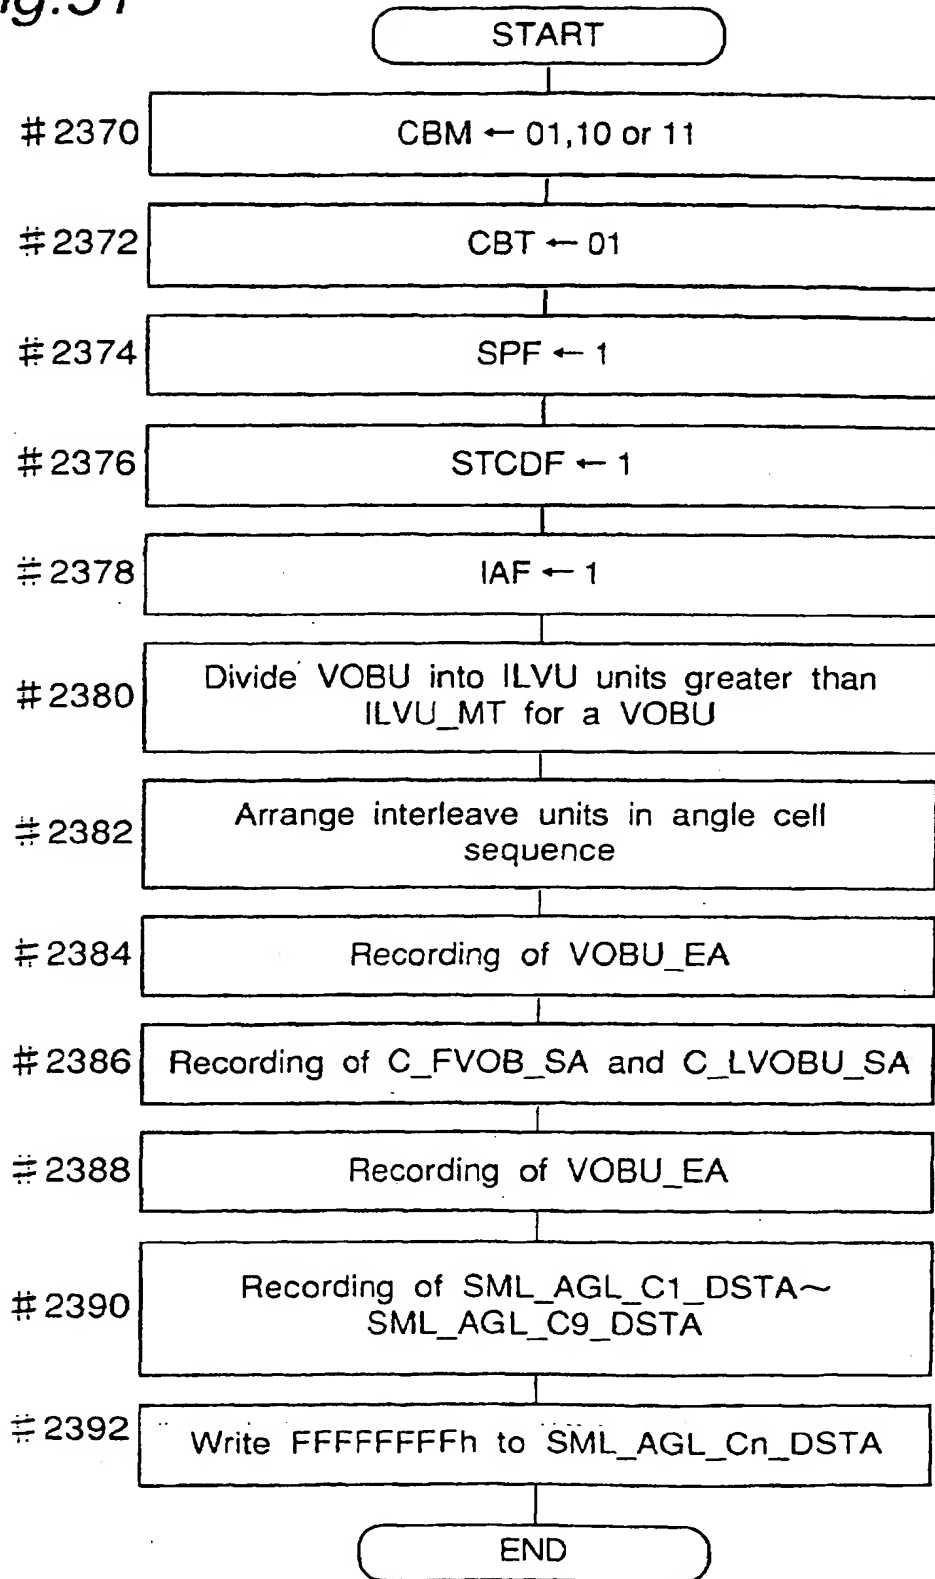 START
#2370 CBM ← 01,10 or 11
#2372 CBT ← 01
#2374 SPF ← 1
#2376 STCDF ← 1
#2378 IAF ← 1
#2380 Divide VOBU into ILVU units greater than
ILVU_MT for a VOBU
#2382 Arrange interleave units in angle cell
sequence
#2384 Recording of VOBU_EA
#2386 Recording of C_FVOB_SA and C_LVOBU_SA
#2388 Recording of VOBU_EA
#2390 Recording of SML_AGL_C1_DSTA~
SML_AGL_C9_DSTA
#2392 Write FFFFFFFFh to SML_AGL_Cn_DSTA
END